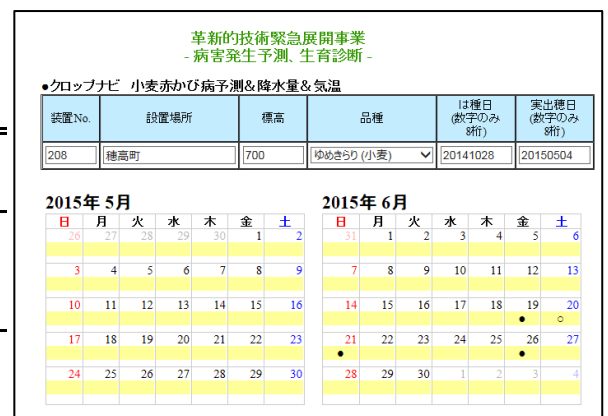 革新的技術緊急展開事業
- 病害発生予測、生育診断 -
●クロップナビ 小麦赤かび病予測&降水量&気温
装置No. 設置場所 標高 品種 は種日(数字のみ8桁) 実出穂日(数字のみ8桁)
208 穂高町 700 ゆめきらり (小麦) 20141028 20150504
2015年 5月
日 月 火 水 木 金 土
26 27 28 29 30 1 2
3 4 5 6 7 8 9
10 11 12 13 14 15 16
17 18 19 20 21 22 23
24 25 26 27 28 29 30
2015年 6月
日 月 火 水 木 金 土
31 1 2 3 4 5 6
7 8 9 10 11 12 13
14 15 16 17 18 19 20
● ○
21 22 23 24 25 26 27
● ●
28 29 30 1 2 3 4